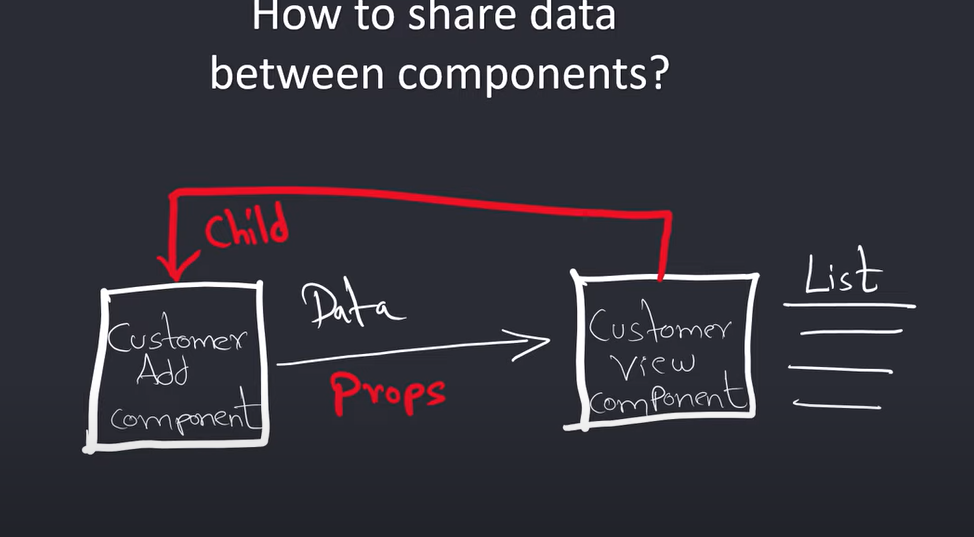 How to share data
between components?
Child
List
Data
Customer
Add
component
Customer
View
component
Props